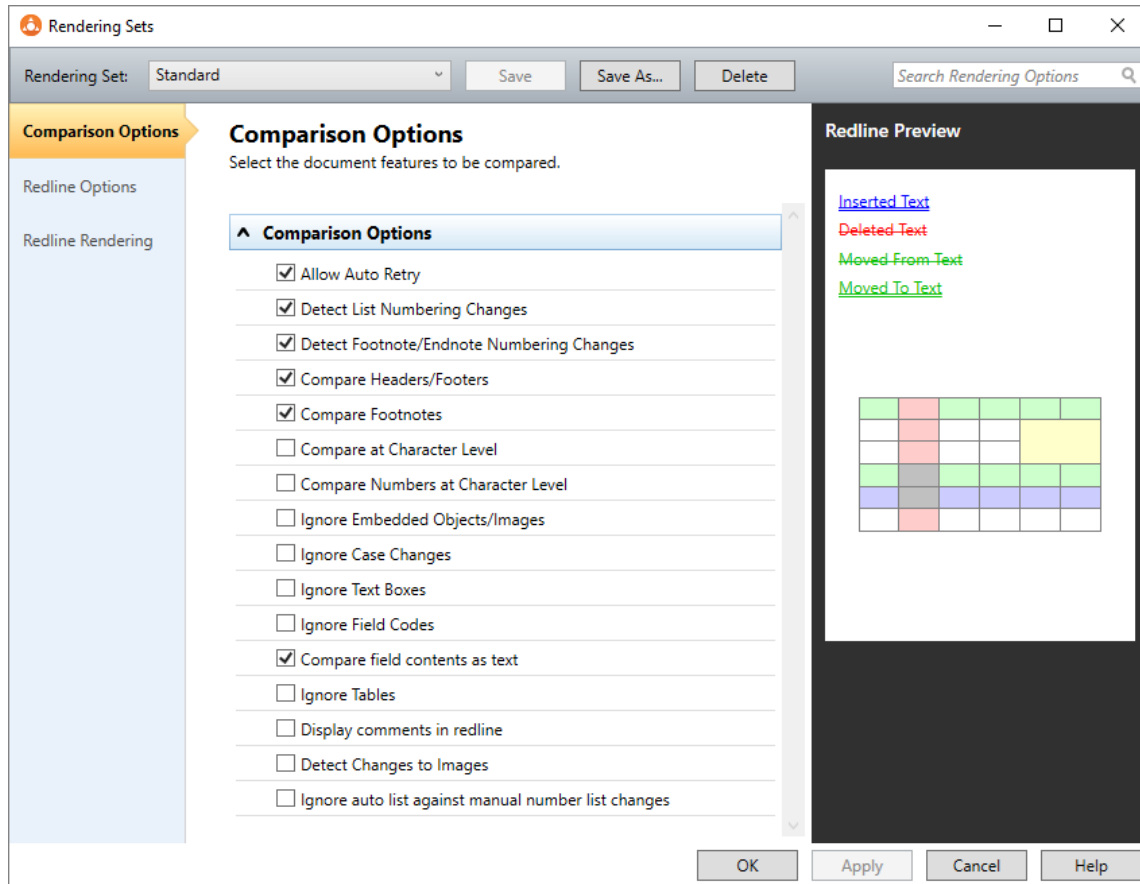 Rendering Sets
Rendering Set: Standard Save Save As... Delete Search Rendering Options
Comparison Options
Redline Options
Redline Rendering
Comparison Options
Select the document features to be compared.
Comparison Options
Allow Auto Retry
Detect List Numbering Changes
Detect Footnote/Endnote Numbering Changes
Compare Headers/Footers
Compare Footnotes
Compare at Character Level
Compare Numbers at Character Level
Ignore Embedded Objects/Images
Ignore Case Changes
Ignore Text Boxes
Ignore Field Codes
Compare field contents as text
Ignore Tables
Display comments in redline
Detect Changes to Images
Ignore auto list against manual number list changes
Redline Preview
Inserted Text
Deleted Text
Moved From Text
Moved To Text
OK Apply Cancel Help